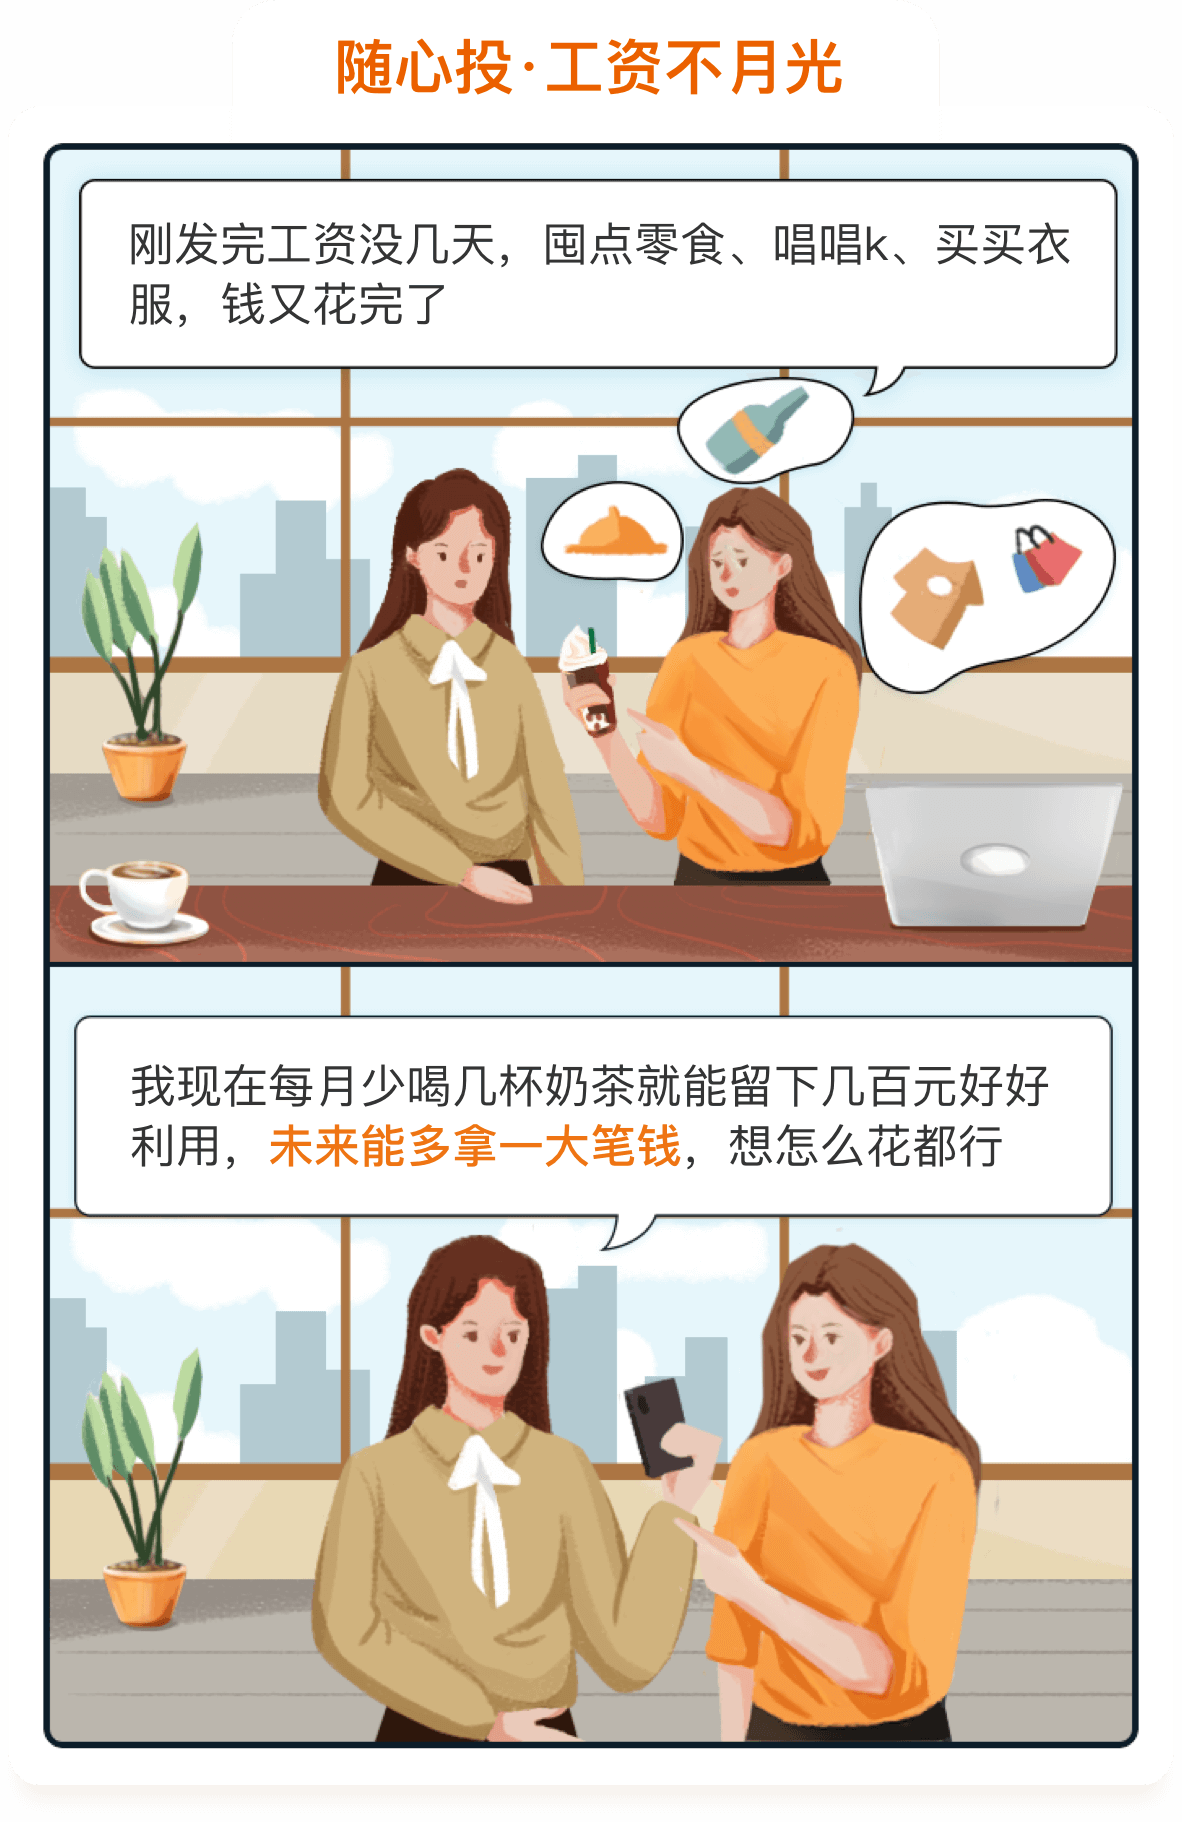 随心投·工资不月光
刚发完工资没几天，囤点零食、唱唱k、买买衣
服，钱又花完了
我现在每月少喝几杯奶茶就能留下几百元好好
利用，未来能多拿一大笔钱，想怎么花都行